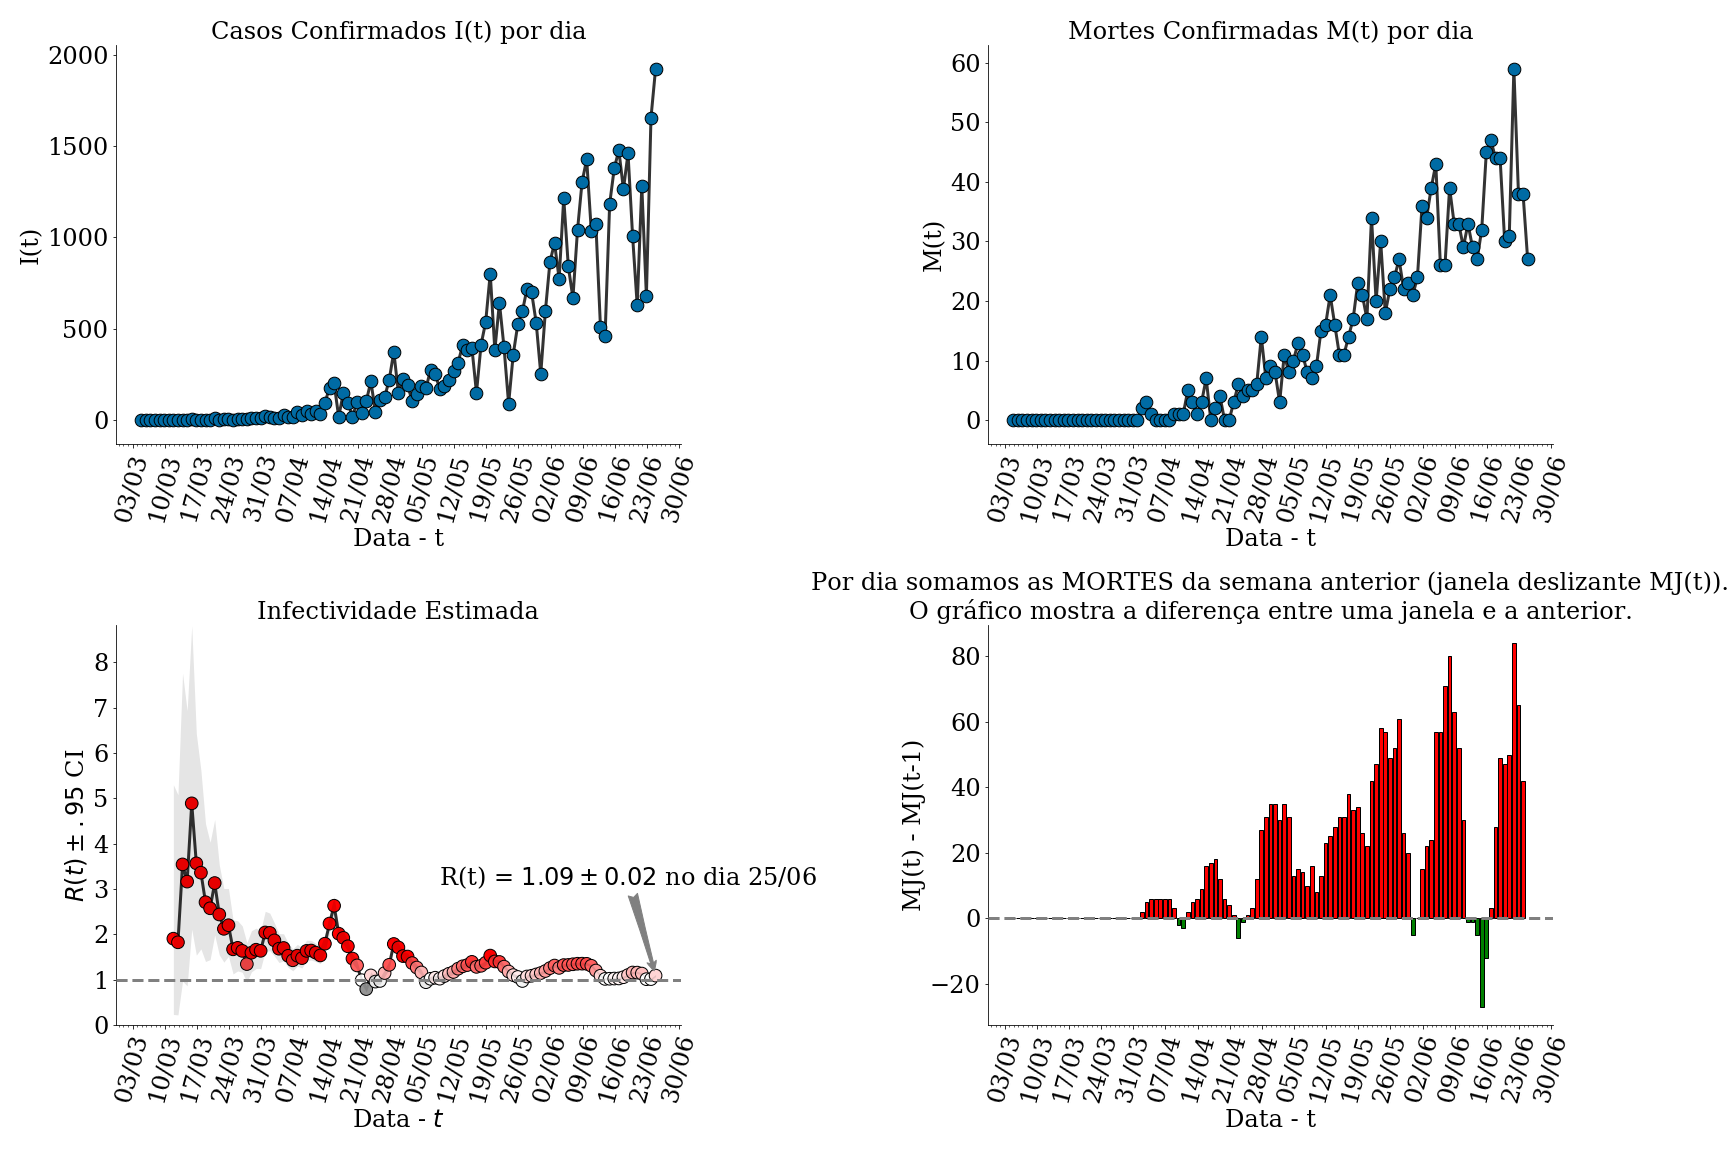 Casos Confirmados I(t) por dia
2000
1500
1000
500
0
I(t)
03/03 10/03 17/03 24/03 31/03 07/04 14/04 21/04 28/04 05/05 12/05 19/05 26/05 02/06 09/06 16/06 23/06 30/06
Data - t
Mortes Confirmadas M(t) por dia
60
50
40
30
20
10
0
M(t)
03/03 10/03 17/03 24/03 31/03 07/04 14/04 21/04 28/04 05/05 12/05 19/05 26/05 02/06 09/06 16/06 23/06 30/06
Data - t
Infectividade Estimada
8
7
6
5
4
3
2
1
0
R(t) ± .95 CI
R(t) = 1.09 ± 0.02 no dia 25/06
03/03 10/03 17/03 24/03 31/03 07/04 14/04 21/04 28/04 05/05 12/05 19/05 26/05 02/06 09/06 16/06 23/06 30/06
Data - t
Por dia somamos as MORTES da semana anterior (janela deslizante MJ(t)).
O gráfico mostra a diferença entre uma janela e a anterior.
80
60
40
20
0
−20
MJ(t) - MJ(t-1)
03/03 10/03 17/03 24/03 31/03 07/04 14/04 21/04 28/04 05/05 12/05 19/05 26/05 02/06 09/06 16/06 23/06 30/06
Data - t